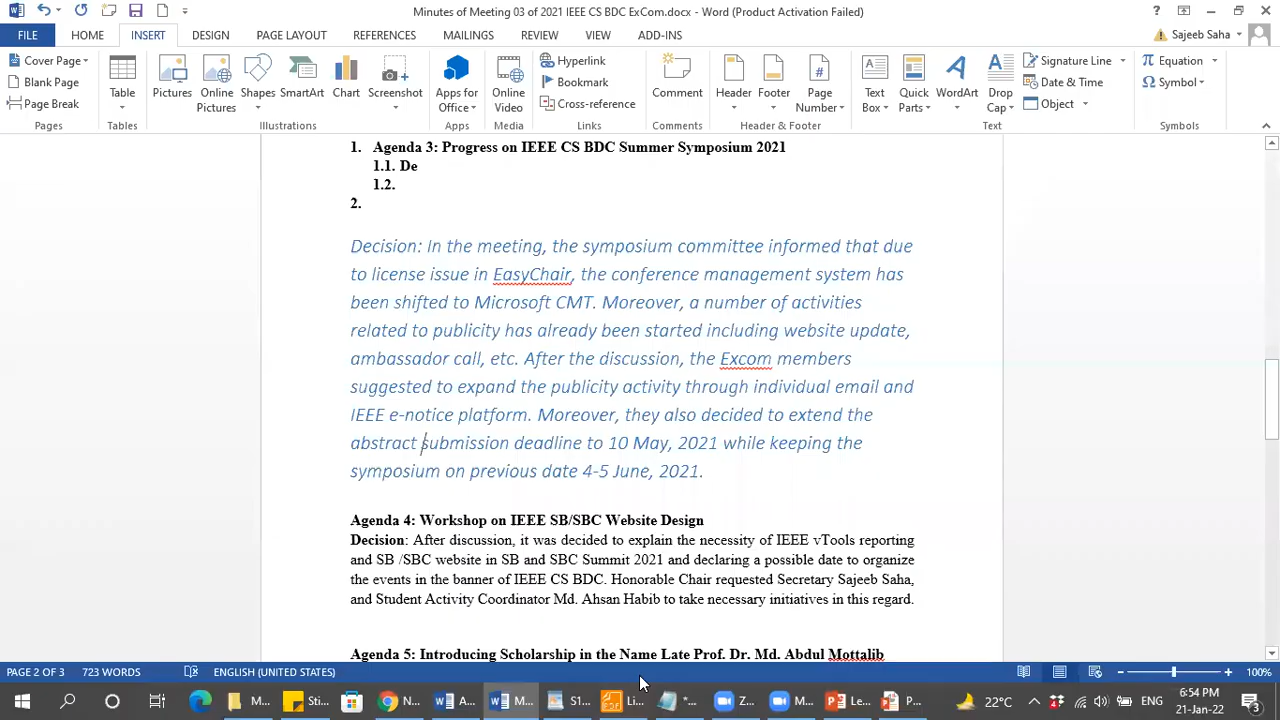 Minutes of Meeting 03 of 2021 IEEE CS BDC ExCom.docx - Word (Product Activation Failed)
FILE HOME INSERT DESIGN PAGE LAYOUT REFERENCES MAILINGS REVIEW VIEW ADD-INS Sajeeb Saha
Cover Page
Blank Page
Page Break
Pages
Table
Tables
Pictures
Online Pictures
Shapes
SmartArt
Chart
Screenshot
Illustrations
Apps for Office
Apps
Online Video
Media
Hyperlink
Bookmark
Cross-reference
Links
Comment
Comments
Header
Footer
Page Number
Header & Footer
Text Box
Quick Parts
WordArt
Drop Cap
Signature Line
Date & Time
Object
Text
Equation
Symbol
Symbols
1. Agenda 3: Progress on IEEE CS BDC Summer Symposium 2021
1.1. De
1.2.
2.
Decision: In the meeting, the symposium committee informed that due
to license issue in EasyChair, the conference management system has
been shifted to Microsoft CMT. Moreover, a number of activities
related to publicity has already been started including website update,
ambassador call, etc. After the discussion, the Excom members
suggested to expand the publicity activity through individual email and
IEEE e-notice platform. Moreover, they also decided to extend the
abstract submission deadline to 10 May, 2021 while keeping the
symposium on previous date 4-5 June, 2021.
Agenda 4: Workshop on IEEE SB/SBC Website Design
Decision: After discussion, it was decided to explain the necessity of IEEE vTools reporting
and SB /SBC website in SB and SBC Summit 2021 and declaring a possible date to organize
the events in the banner of IEEE CS BDC. Honorable Chair requested Secretary Sajeeb Saha,
and Student Activity Coordinator Md. Ahsan Habib to take necessary initiatives in this regard.
Agenda 5: Introducing Scholarship in the Name Late Prof. Dr. Md. Abdul Mottalib
PAGE 2 OF 3 723 WORDS ENGLISH (UNITED STATES) 100%
M... Sti... N... A... M... S1... Li... *... Z... M... Le... P... 22°C ENG 6:54 PM
21-Jan-22 3